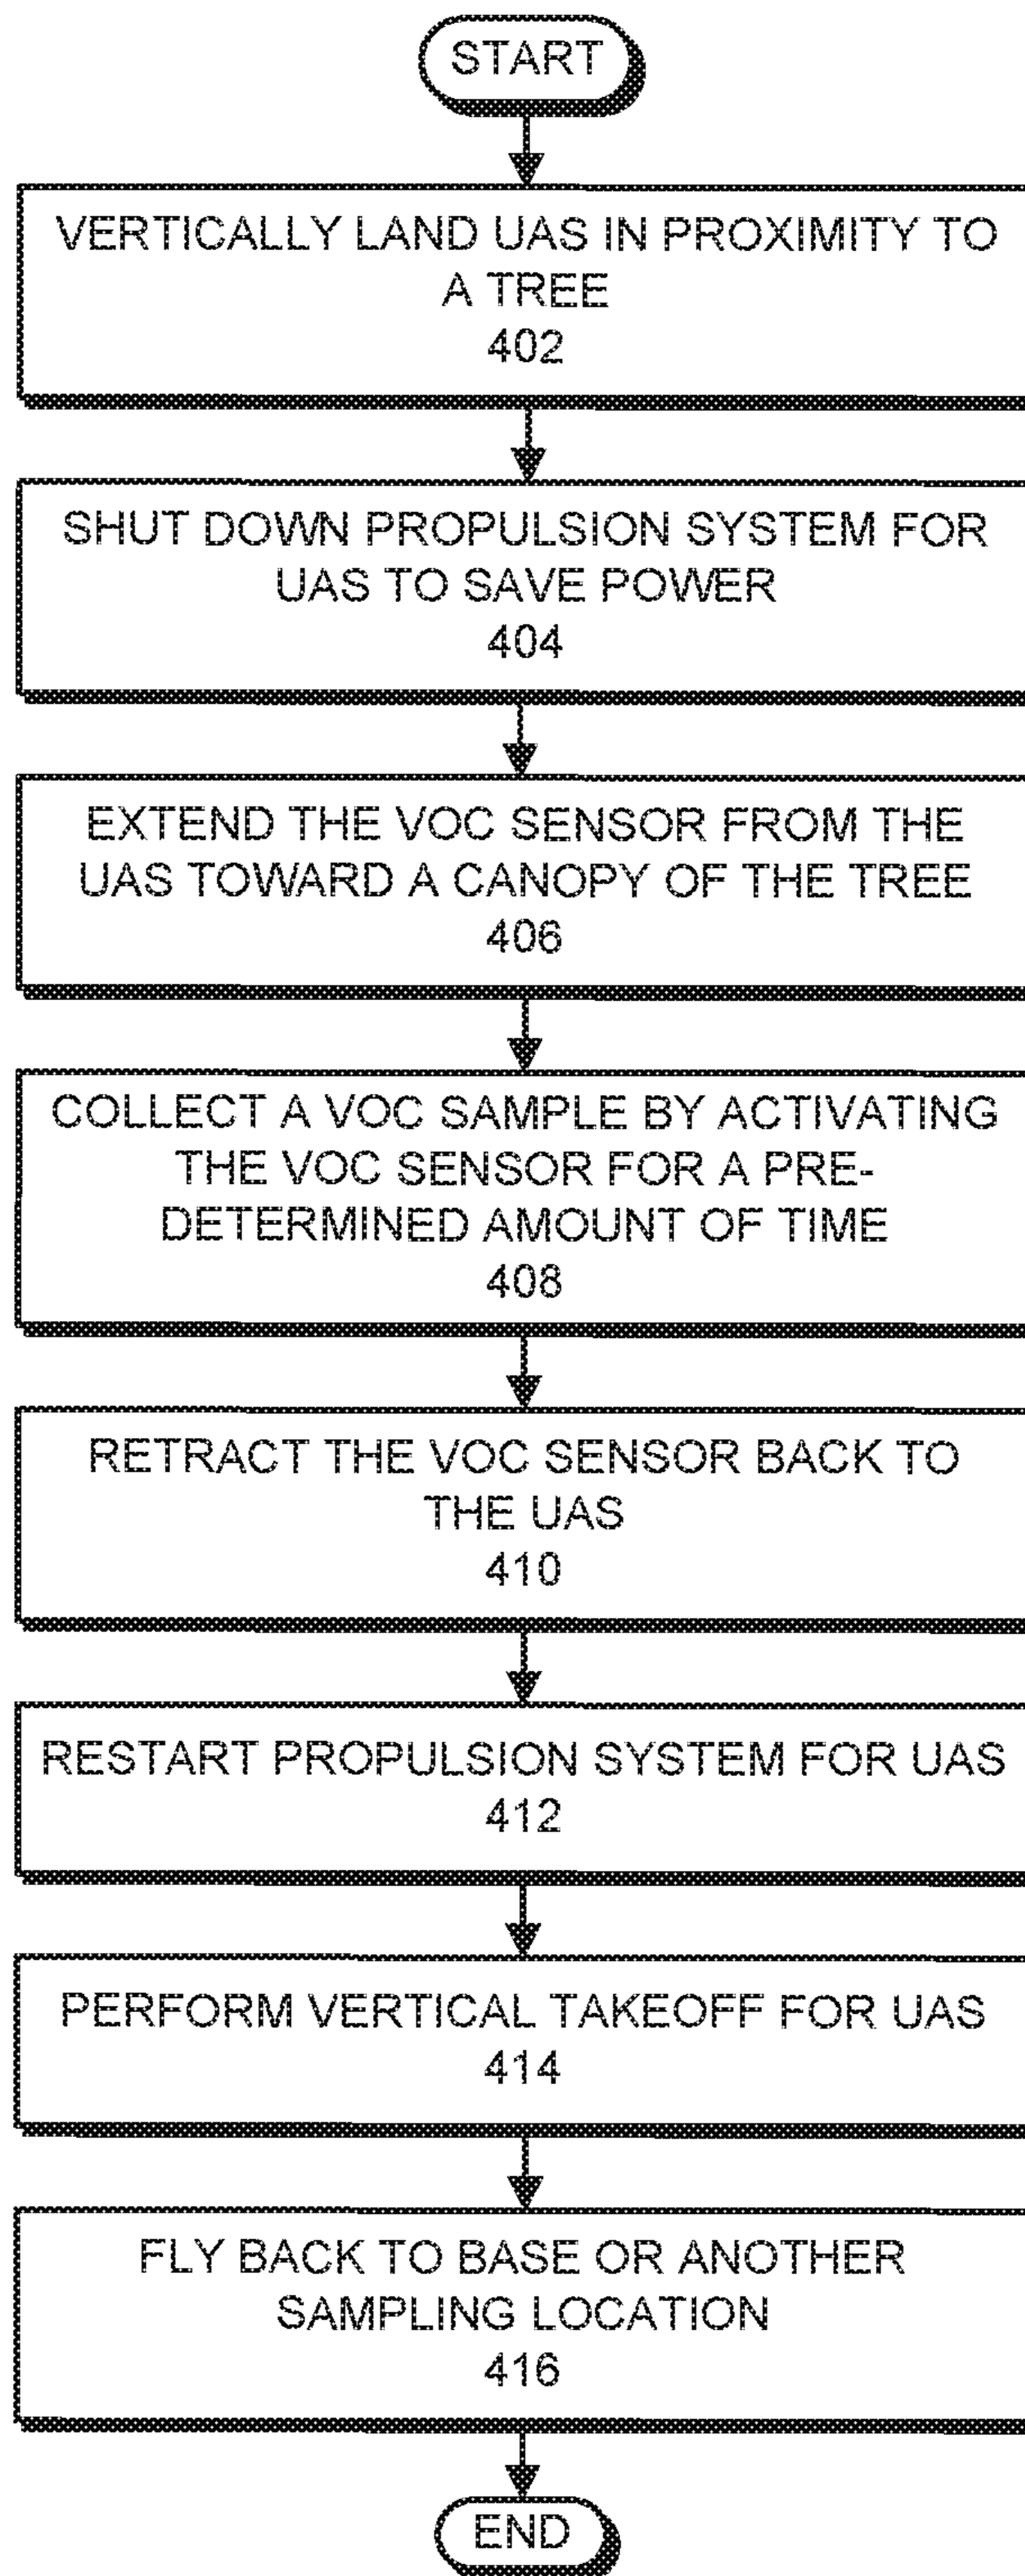 START
VERTICALLY LAND UAS IN PROXIMITY TO
A TREE
402
SHUT DOWN PROPULSION SYSTEM FOR
UAS TO SAVE POWER
404
EXTEND THE VOC SENSOR FROM THE
UAS TOWARD A CANOPY OF THE TREE
406
COLLECT A VOC SAMPLE BY ACTIVATING
THE VOC SENSOR FOR A PRE-
DETERMINED AMOUNT OF TIME
408
RETRACT THE VOC SENSOR BACK TO
THE UAS
410
RESTART PROPULSION SYSTEM FOR UAS
412
PERFORM VERTICAL TAKEOFF FOR UAS
414
FLY BACK TO BASE OR ANOTHER
SAMPLING LOCATION
416
END